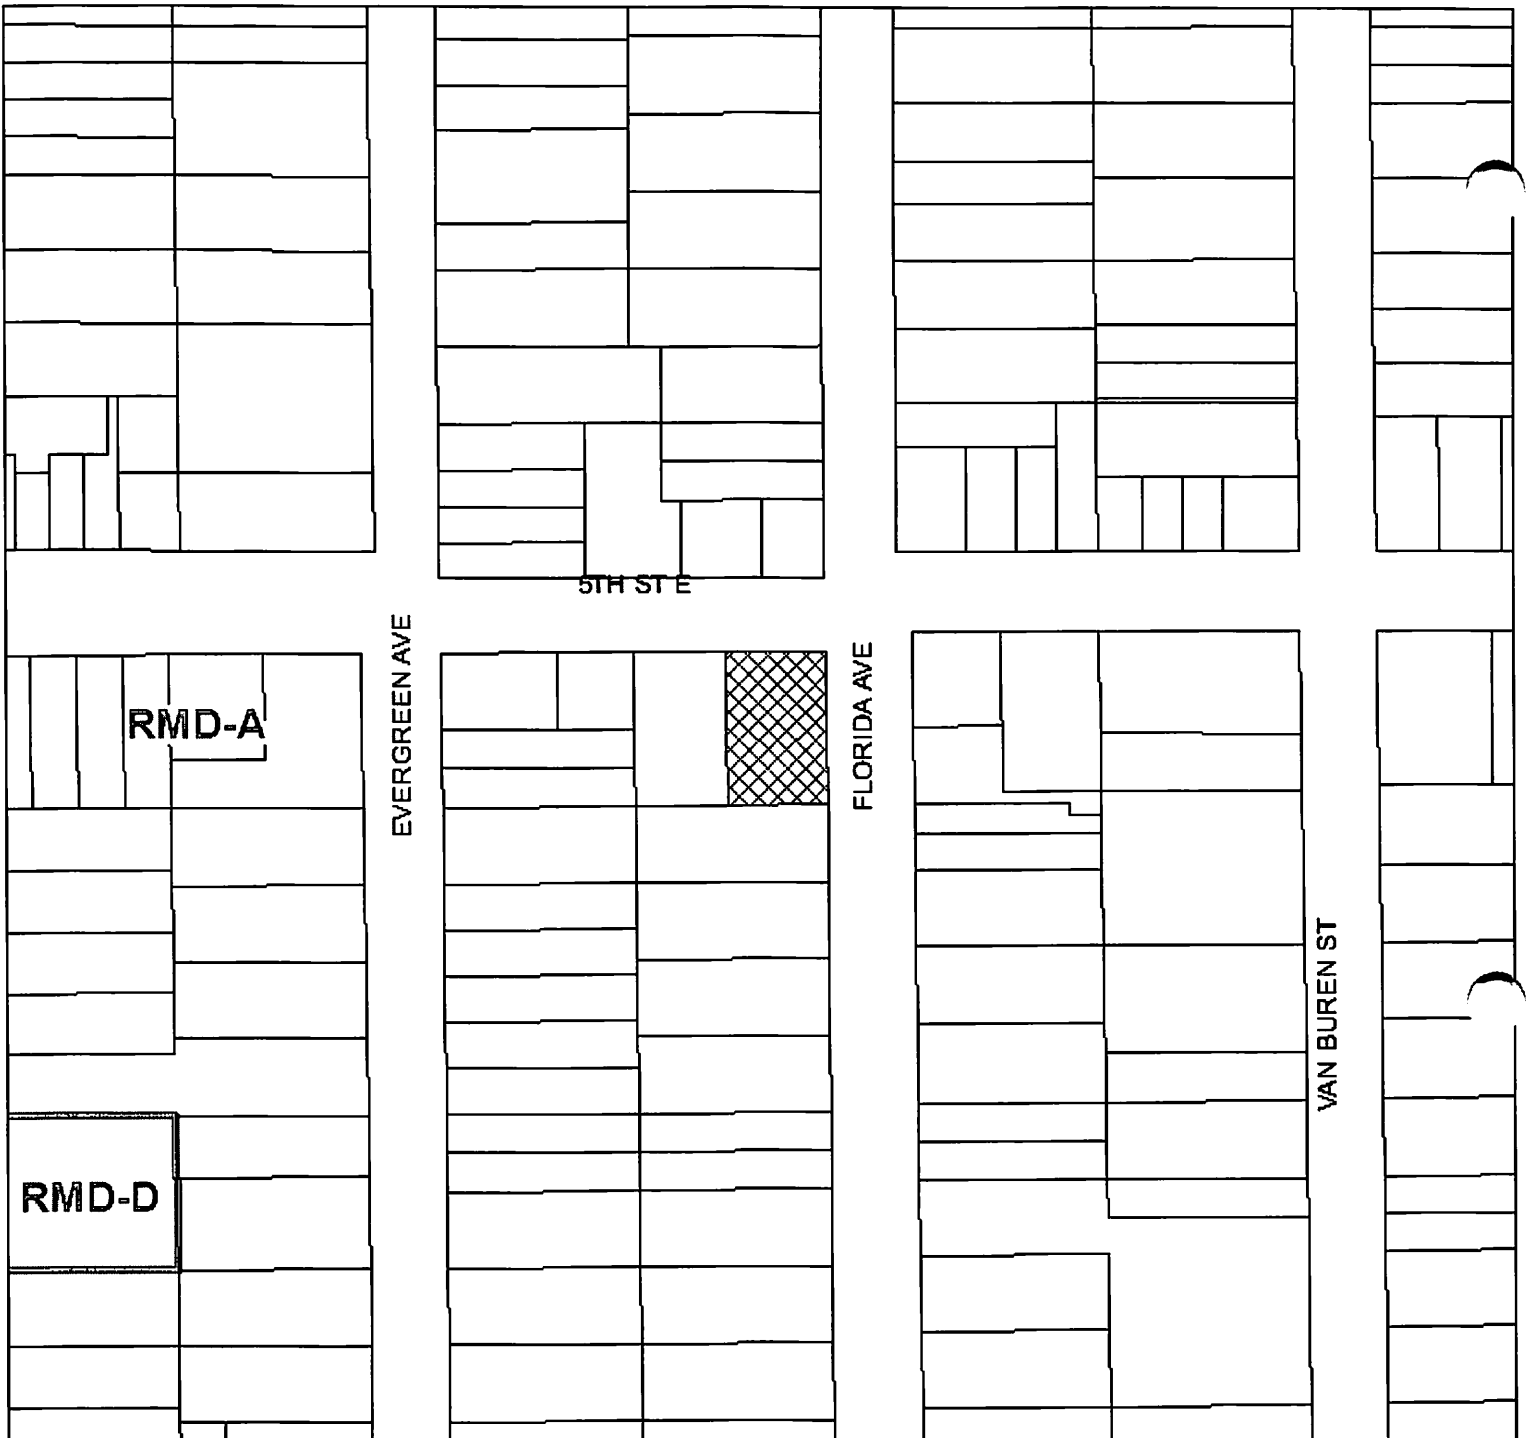 5TH ST E
EVERGREEN AVE
FLORIDA AVE
RMD-A
VAN BUREN ST
RMD-D